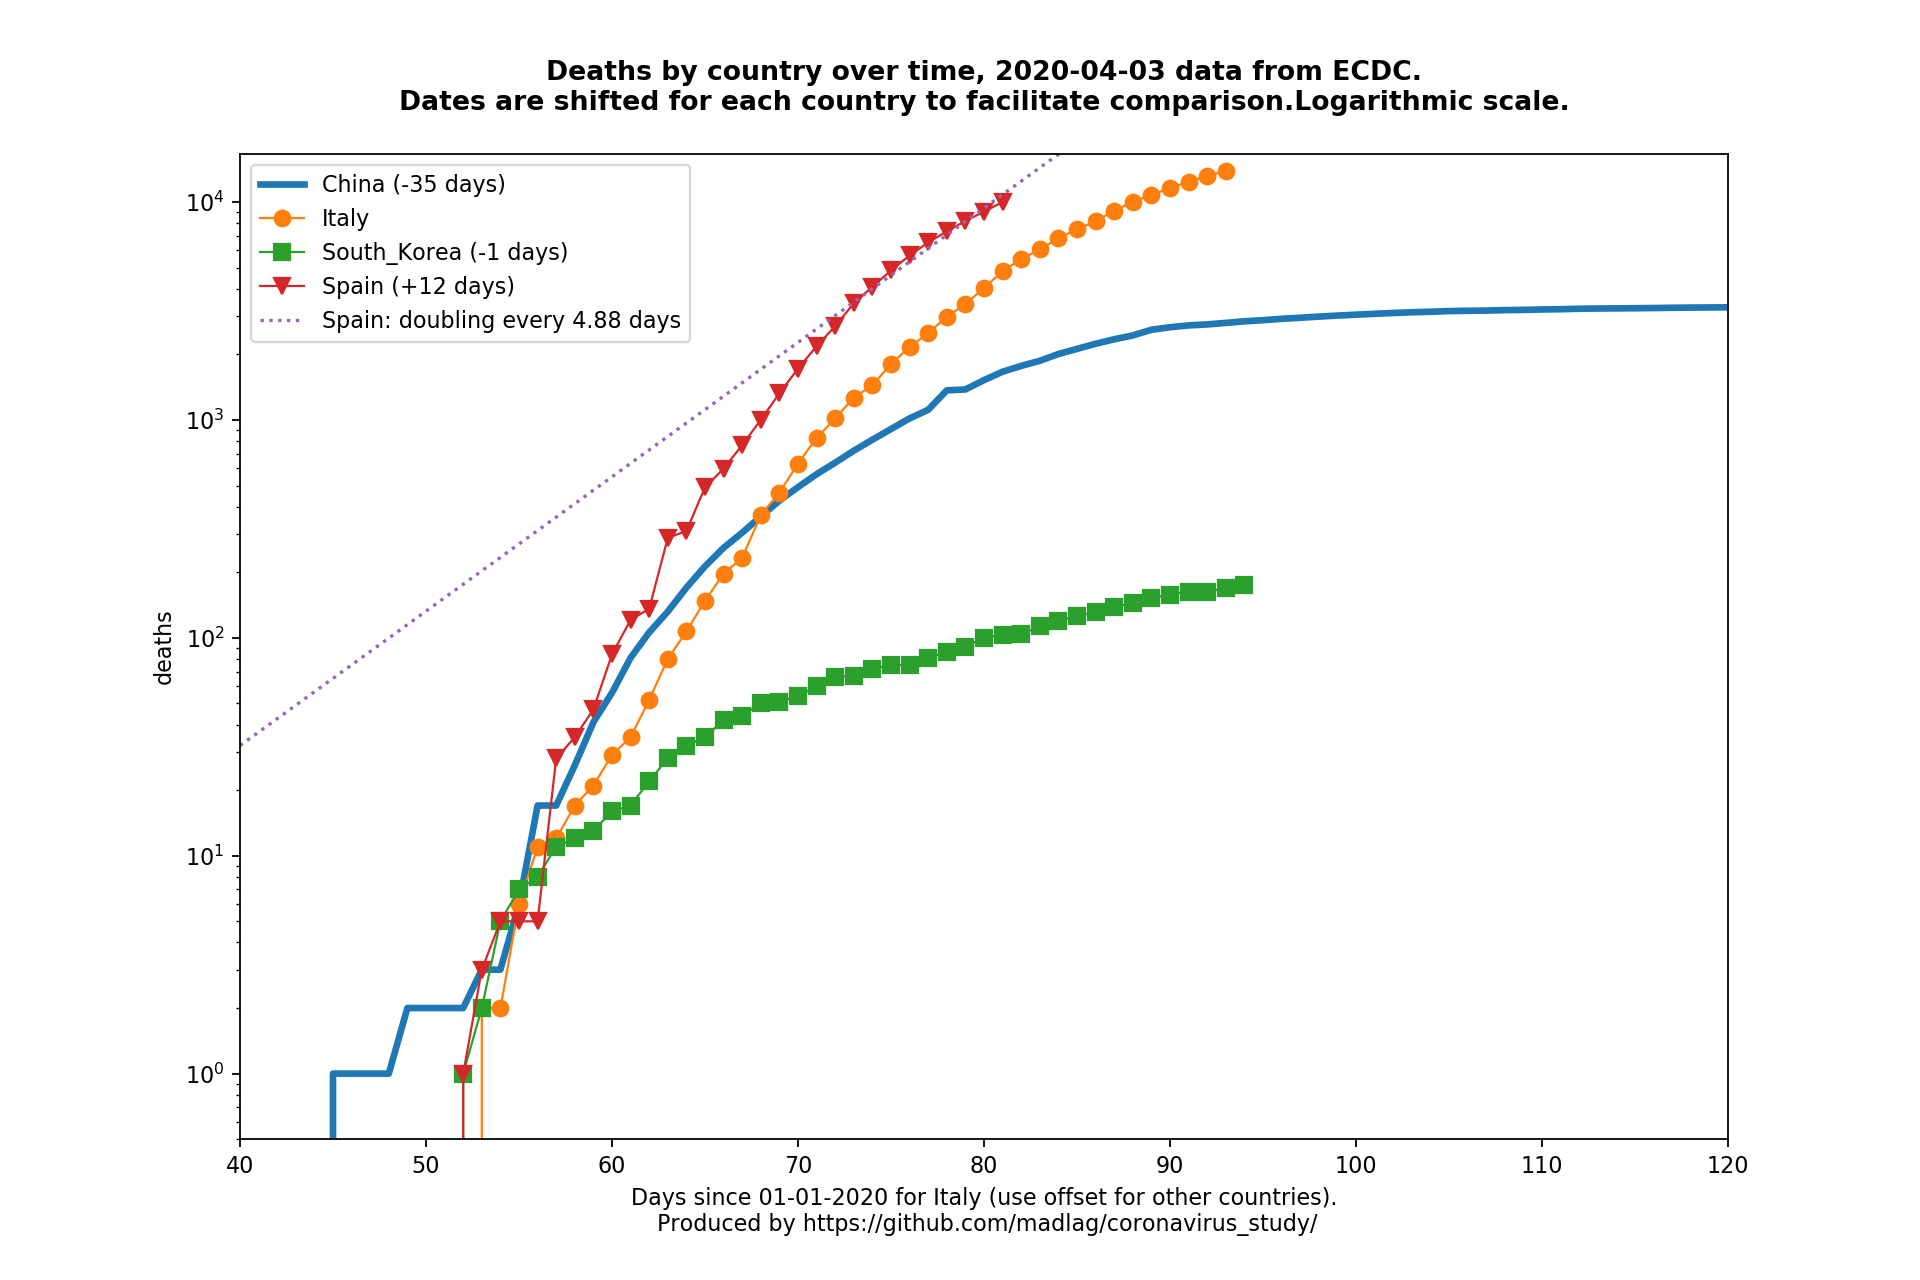 Deaths by country over time, 2020-04-03 data from ECDC.
Dates are shifted for each country to facilitate comparison.Logarithmic scale.
China (-35 days)
Italy
South_Korea (-1 days)
Spain (+12 days)
Spain: doubling every 4.88 days
10^4
10^3
10^2
10^1
10^0
deaths
40 50 60 70 80 90 100 110 120
Days since 01-01-2020 for Italy (use offset for other countries).
Produced by https://github.com/madlag/coronavirus_study/